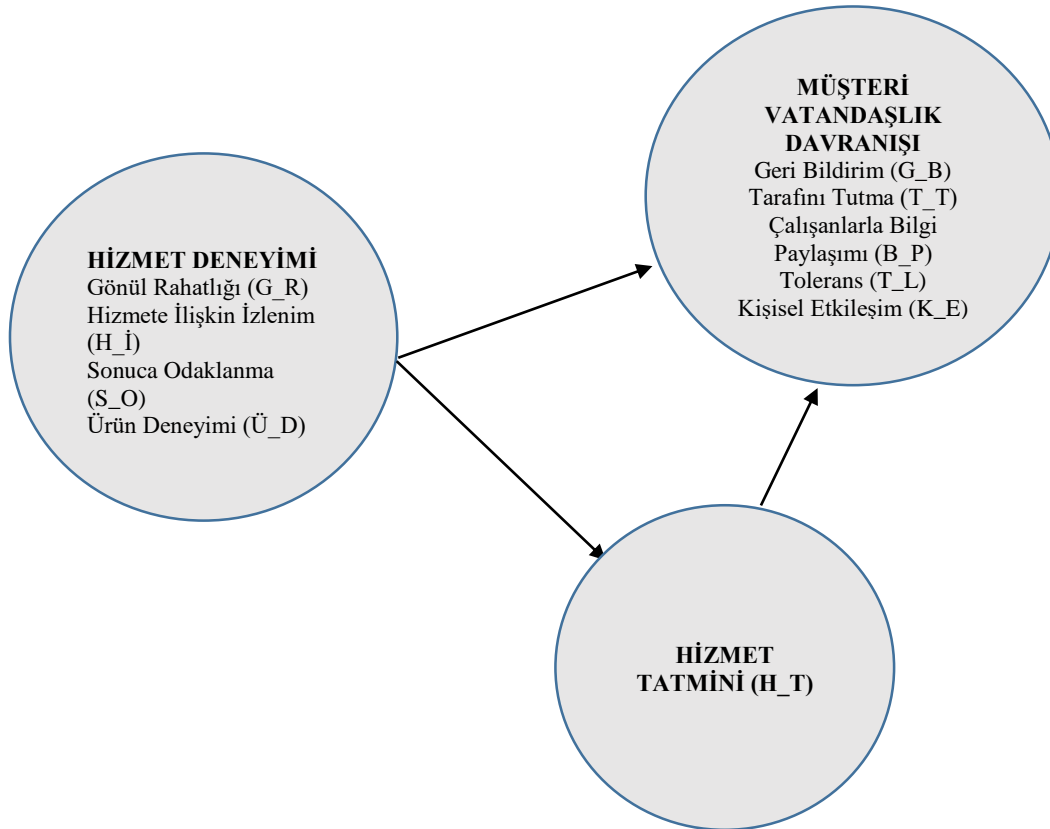 HİZMET DENEYİMİ
Gönül Rahatlığı (G_R)
Hizmete İlişkin İzlenim
(H_İ)
Sonuca Odaklanma
(S_O)
Ürün Deneyimi (Ü_D)
MÜŞTERİ
VATANDAŞLIK
DAVRANIŞI
Geri Bildirim (G_B)
Tarafını Tutma (T_T)
Çalışanlarla Bilgi
Paylaşımı (B_P)
Tolerans (T_L)
Kişisel Etkileşim (K_E)
HİZMET
TATMİNİ (H_T)